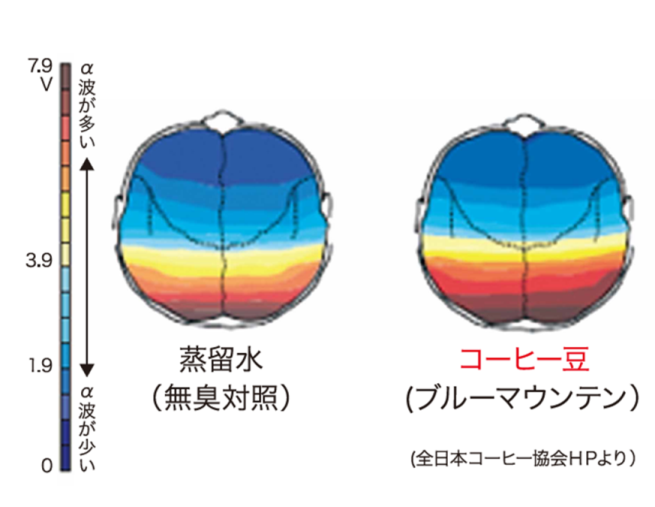 7.9
V
α波が多い
3.9
1.9
α波が少い
0
蒸留水
（無臭対照）
コーヒー豆
(ブルーマウンテン）
(全日本コーヒー協会HPより）